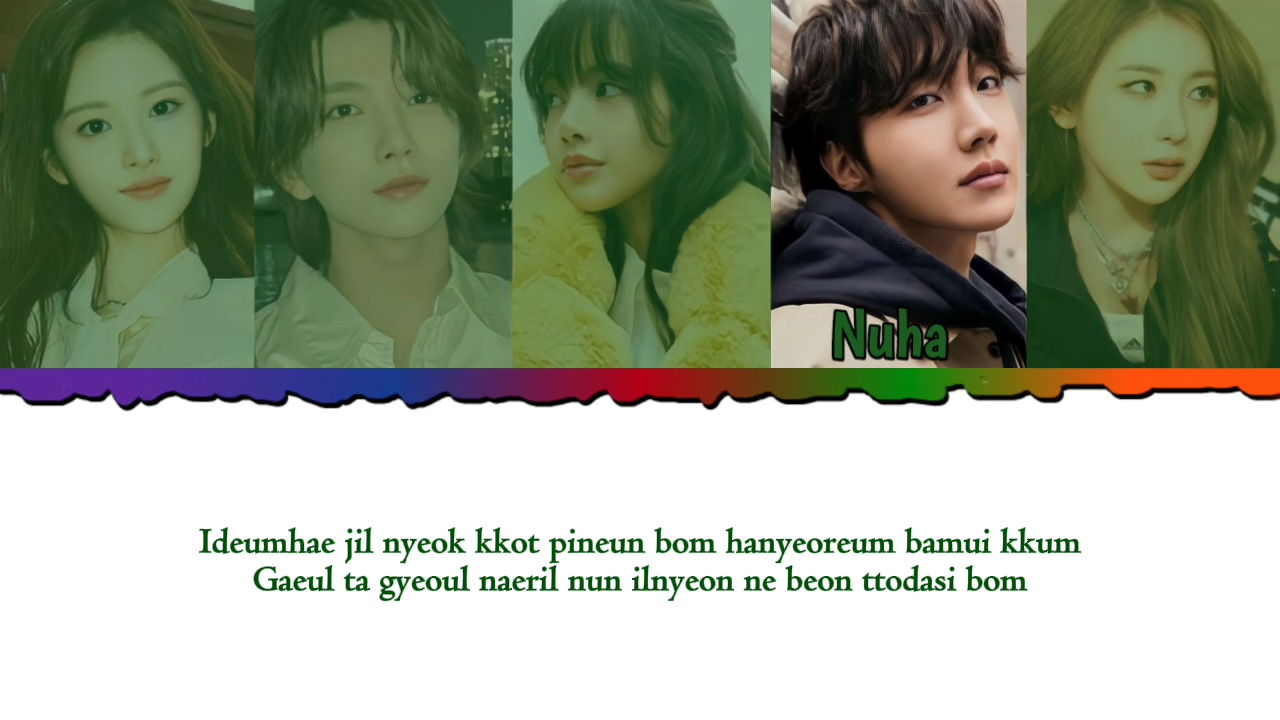 Nuha
Ideumhae jil nyeok kkot pineun bom hanyeoreum bamui kkum
Gaeul ta gyeoul naeril nun ilnyeon ne beon ttodasi bom